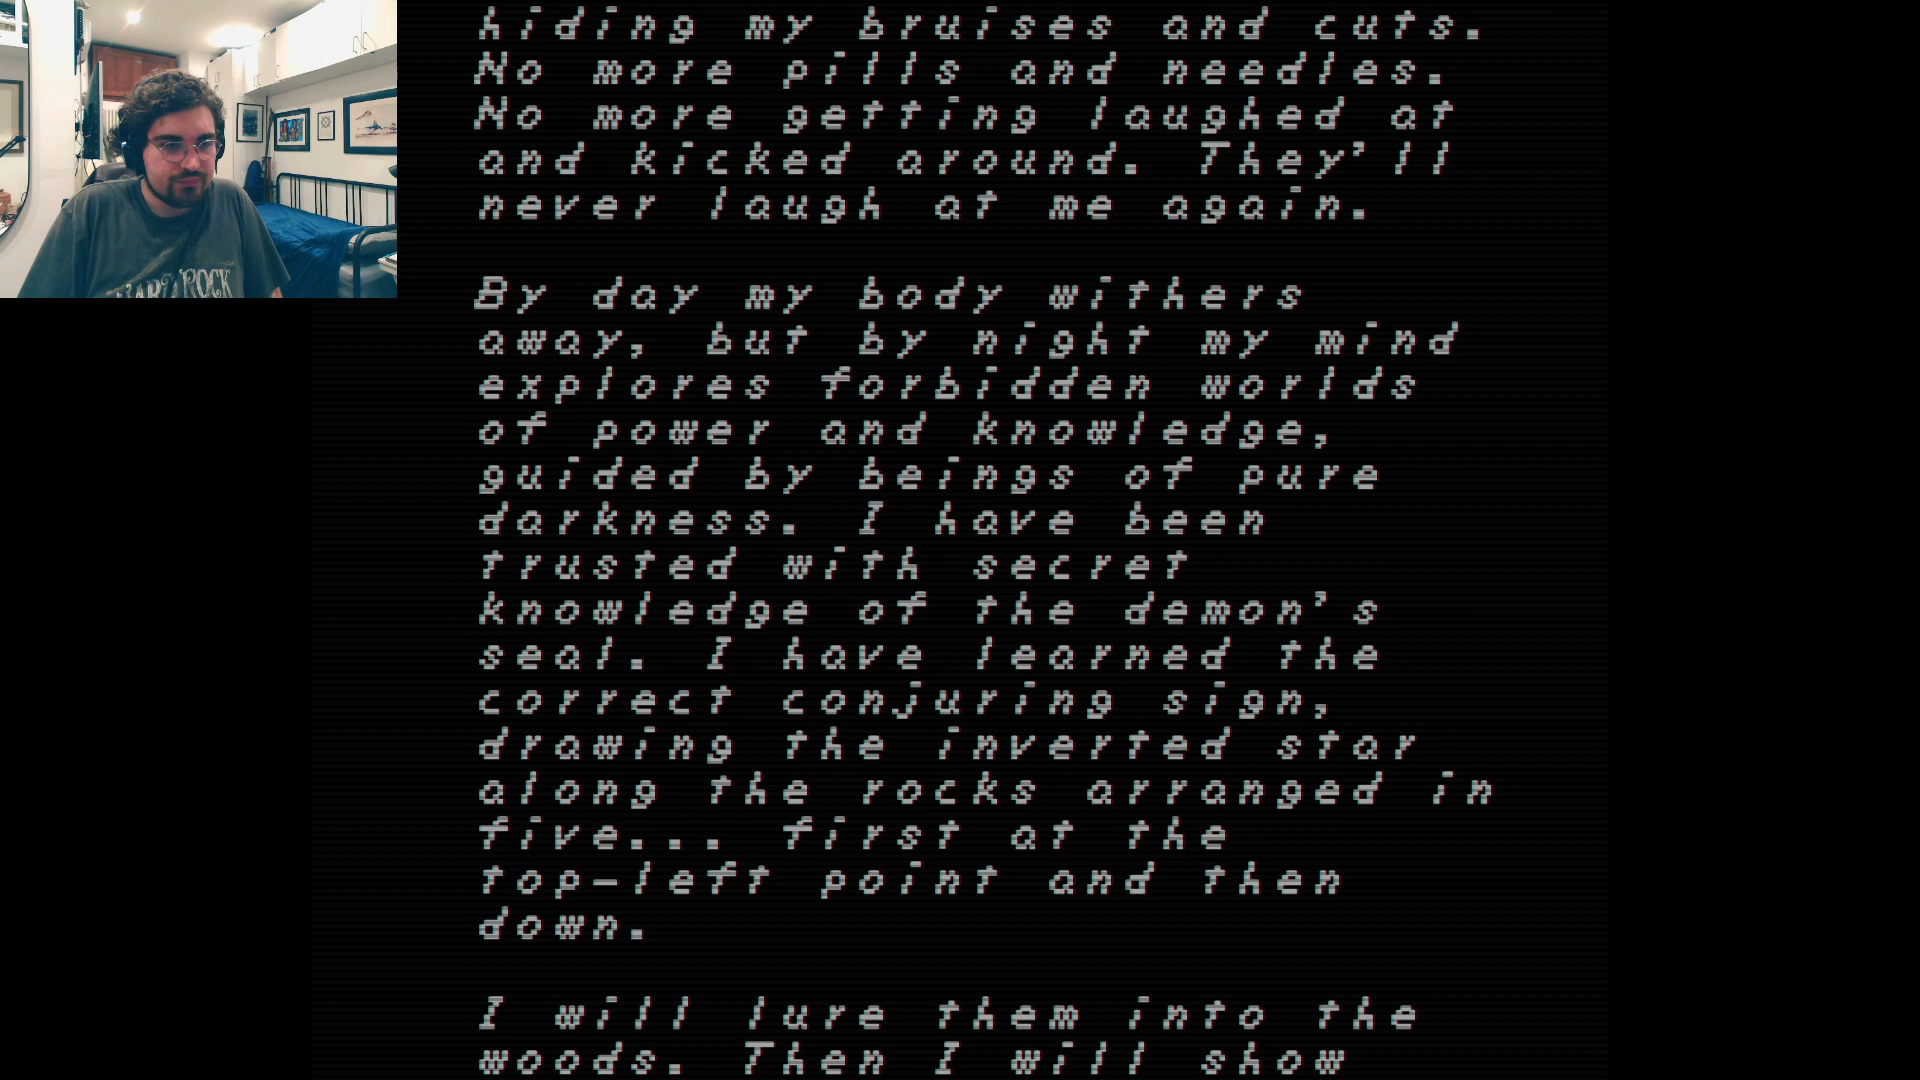 hiding my bruises and cuts.
No more pills and needles.
No more getting laughed at
and kicked around. They'll
never laugh at me again.
By day my body withers
away, but by night my mind
explores forbidden worlds
of power and knowledge,
guided by beings of pure
darkness. I have been
trusted with secret
knowledge of the demon's
seal. I have learned the
correct conjuring sign,
drawing the inverted star
along the rocks arranged in
five... first at the
top-left point and then
down.
I will lure them into the
woods. Then I will show
HARD ROCK